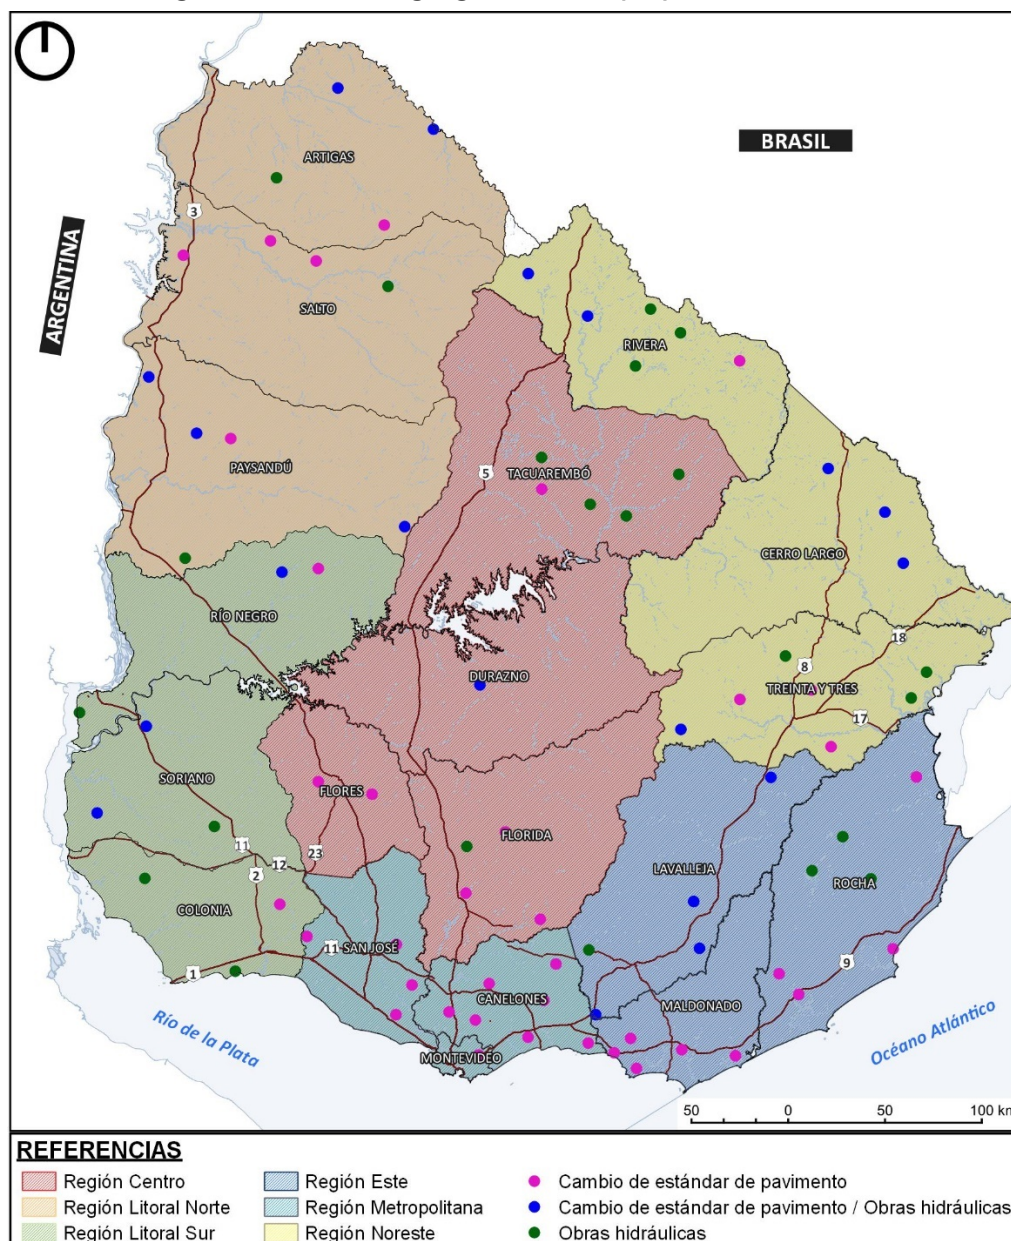 BRASIL
ARTIGAS
3
ARGENTINA
SALTO
RIVERA
PAYSANDÚ
5
TACUAREMBÓ
CERRO LARGO
RÍO NEGRO
18
DURAZNO
8
TREINTA Y TRES
17
SORIANO
FLORES
FLORIDA
11
23
12
2
LAVALLEJA
ROCHA
COLONIA
11
SAN JOSÉ
1
9
CANELONES
MALDONADO
MONTEVIDEO
Río de la Plata
Océano Atlántico
50 0 50 100 km
REFERENCIAS
Región Centro
Región Este
Cambio de estándar de pavimento
Región Litoral Norte
Región Metropolitana
Cambio de estándar de pavimento / Obras hidráulicas
Región Litoral Sur
Región Noreste
Obras hidráulicas